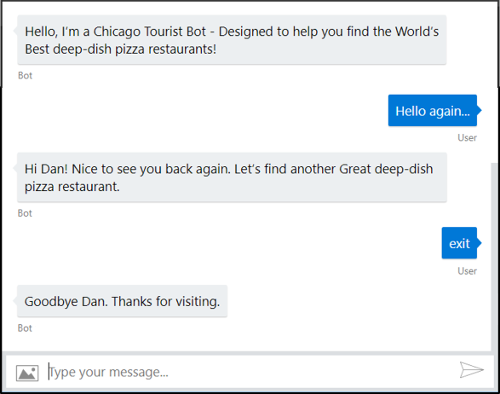 Hello, I'm a Chicago Tourist Bot - Designed to help you find the World's
Best deep-dish pizza restaurants!
Bot
Hello again...
User
Hi Dan! Nice to see you back again. Let's find another Great deep-dish
pizza restaurant.
Bot
exit
User
Goodbye Dan. Thanks for visiting.
Bot
Type your message...